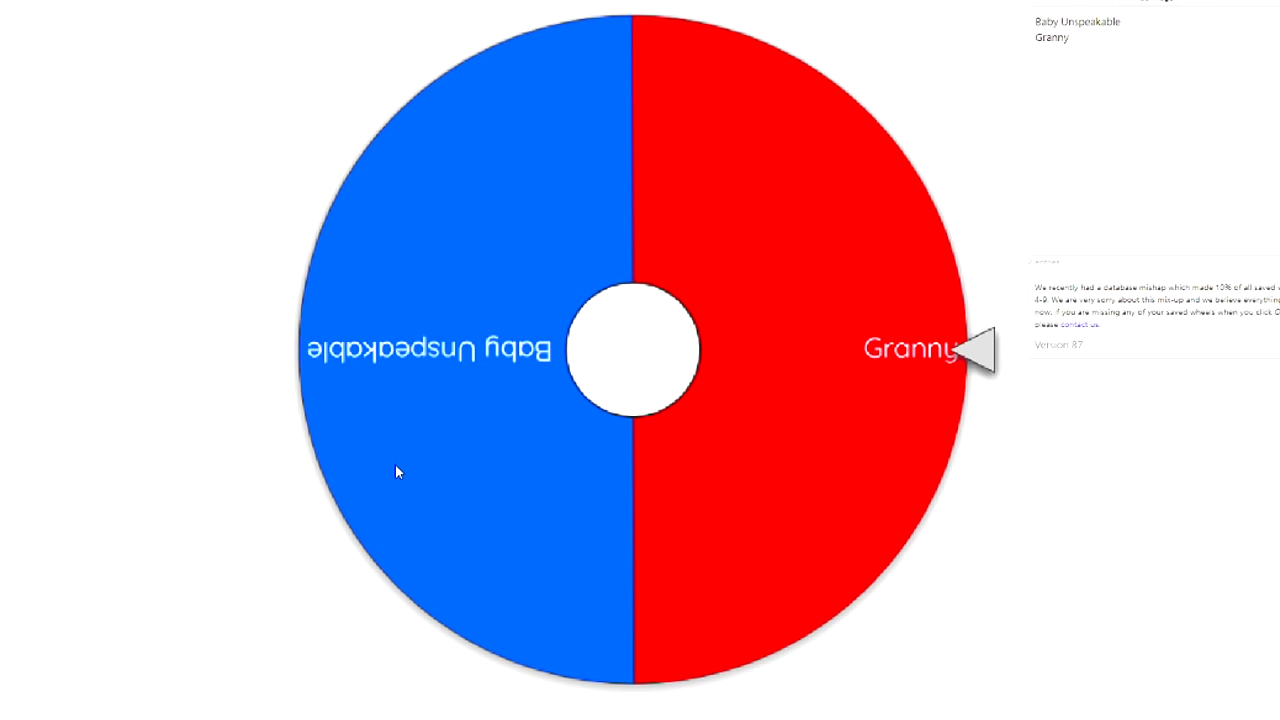 Baby Unspeakable
Granny
Baby Unspeakable
Granny
We recently had a database mishap which made 10% of all saved
4-9. We are very sorry about this mix-up and we believe everything
now. If you are missing any of your saved wheels when you click
please contact us.
Version 87